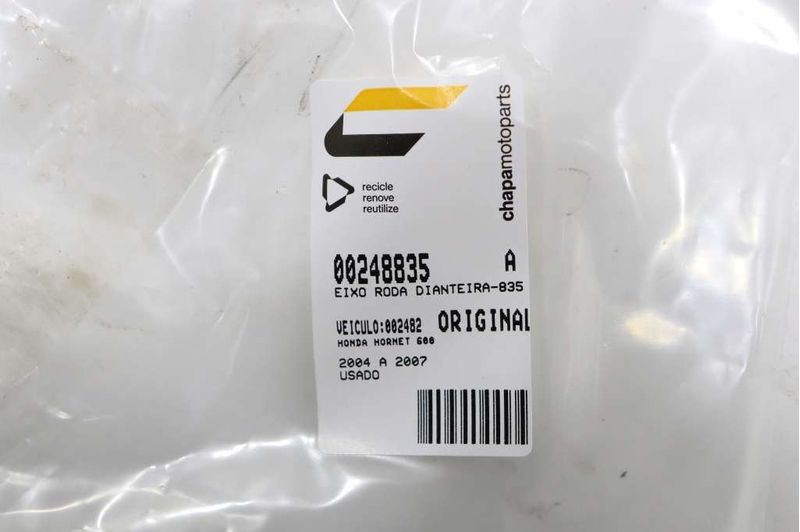 chapamotoparts
recicle
renove
reutilize
00248835 A
EIXO RODA DIANTEIRA-835
VEICULO:002482 ORIGINAL
HONDA HORNET 600
2004 A 2007
USADO